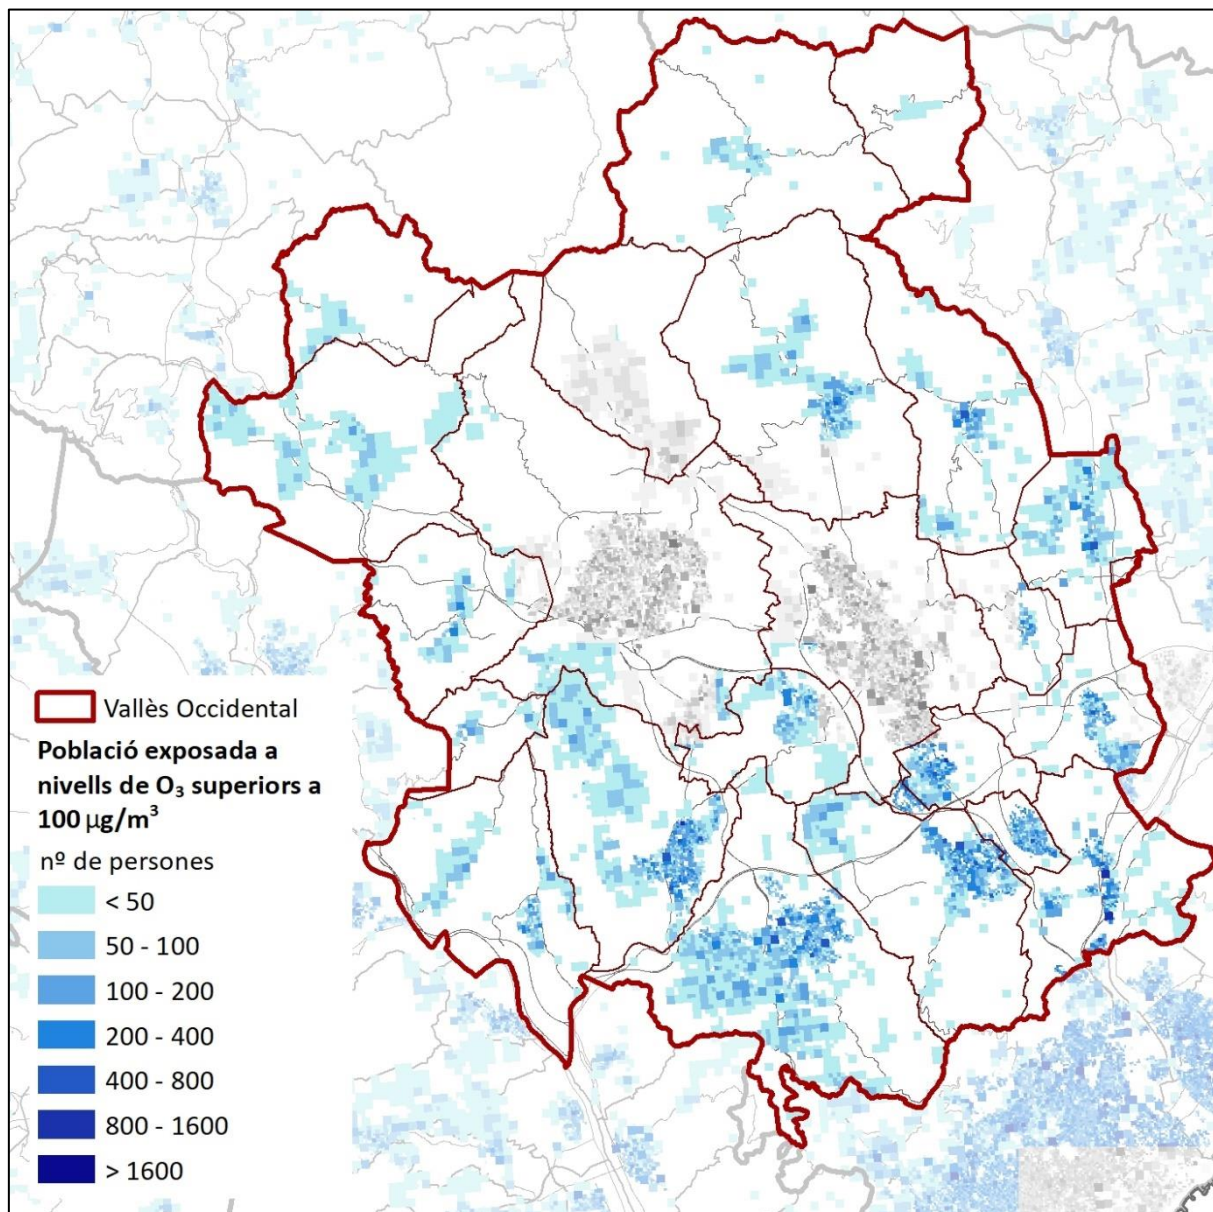 Vallès Occidental
Població exposada a
nivells de O₃ superiors a
100 µg/m³
nº de persones
< 50
50 - 100
100 - 200
200 - 400
400 - 800
800 - 1600
> 1600